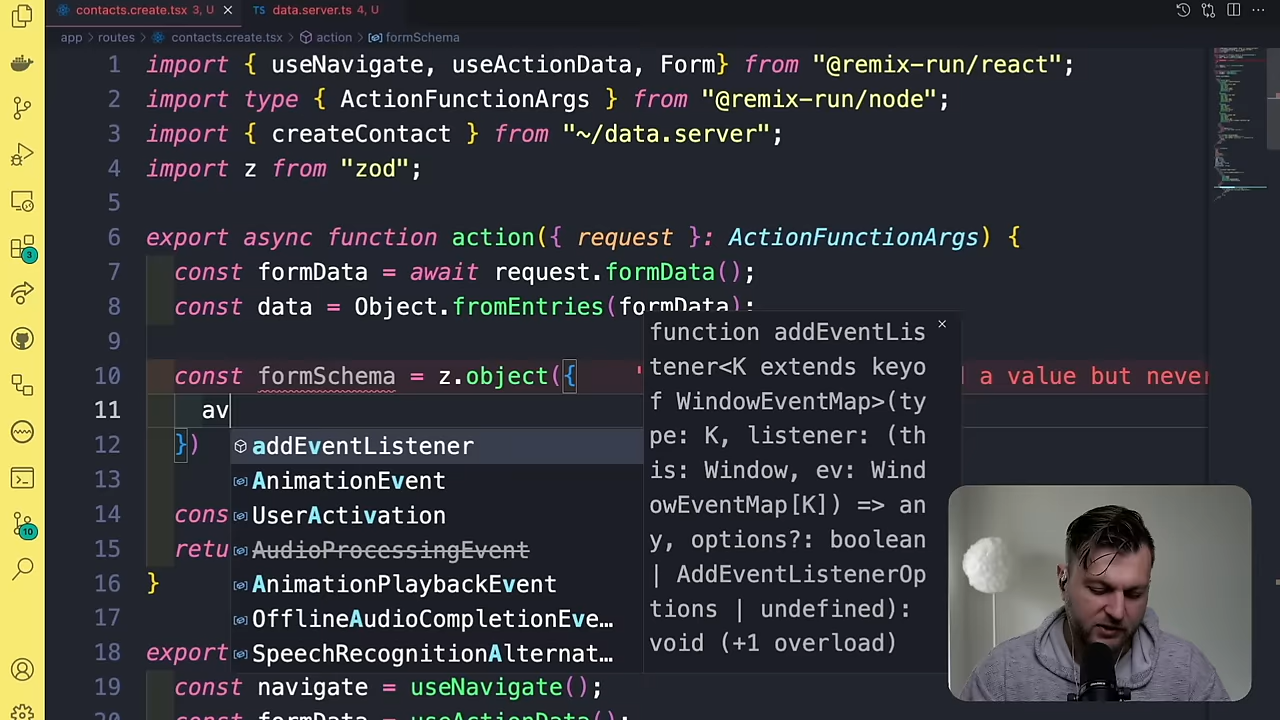 contacts.create.tsx 3, U
data.server.ts 4, U
app > routes > contacts.create.tsx > action > formSchema
1 import { useNavigate, useActionData, Form} from "@remix-run/react";
2 import type { ActionFunctionArgs } from "@remix-run/node";
3 import { createContact } from "~/data.server";
4 import z from "zod";
5
6 export async function action({ request }: ActionFunctionArgs) {
7 const formData = await request.formData();
8 const data = Object.fromEntries(formData);
9
10 const formSchema = z.object({ ' a value but never
11 av
12 })
13
14 cons
15 retu
16 }
17
18 export
19 const navigate = useNavigate();
20 const formData = useActionData();
addEventListener
AnimationEvent
UserActivation
AudioProcessingEvent
AnimationPlaybackEvent
OfflineAudioCompletionEve…
SpeechRecognitionAlternat…
function addEventLis
tener<K extends keyo
f WindowEventMap>(ty
pe: K, listener: (th
is: Window, ev: Wind
owEventMap[K]) => an
y, options?: boolean
| AddEventListenerOp
tions | undefined):
void (+1 overload)
3
10